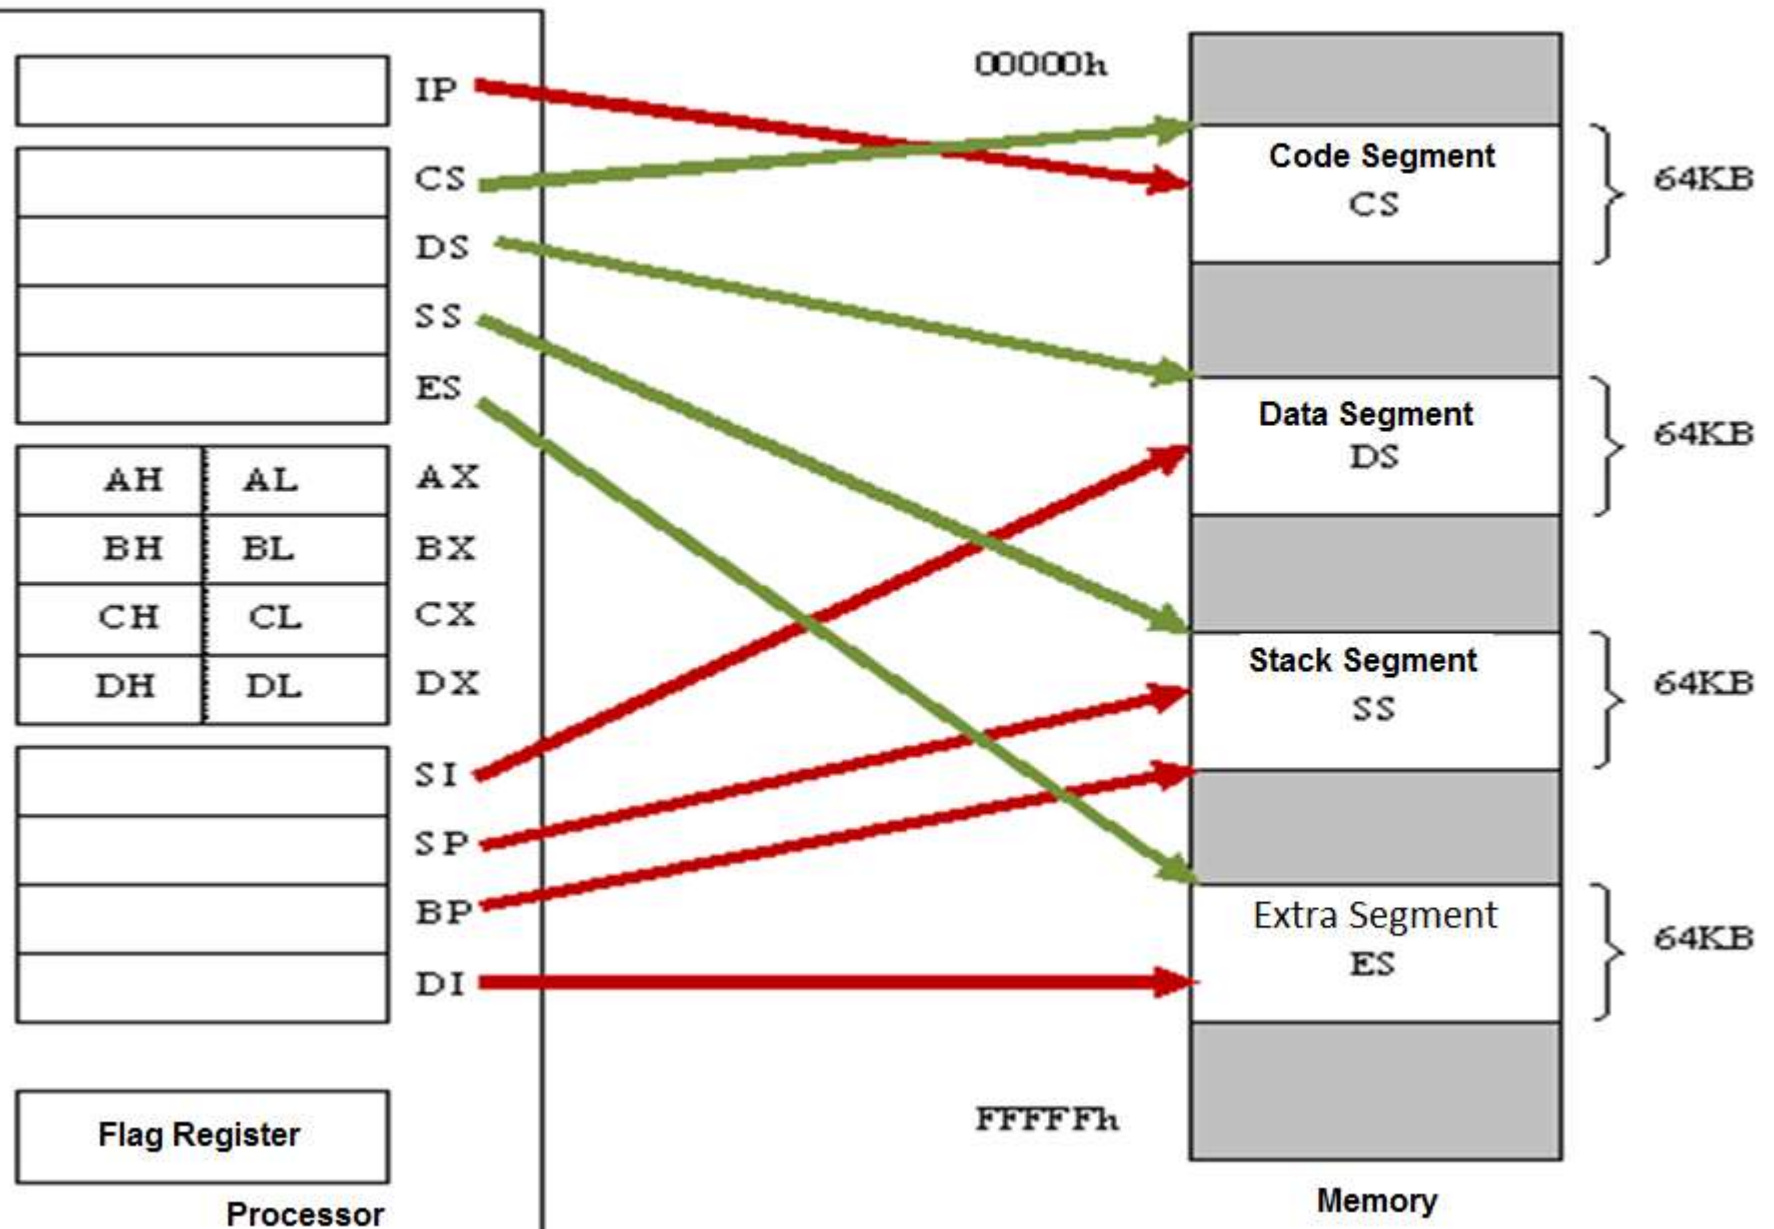 IP
CS
DS
SS
ES
AH AL AX
BH BL BX
CH CL CX
DH DL DX
SI
SP
BP
DI
Flag Register
Processor
00000h
Code Segment
CS
64KB
Data Segment
DS
64KB
Stack Segment
SS
64KB
Extra Segment
ES
64KB
FFFFFh
Memory